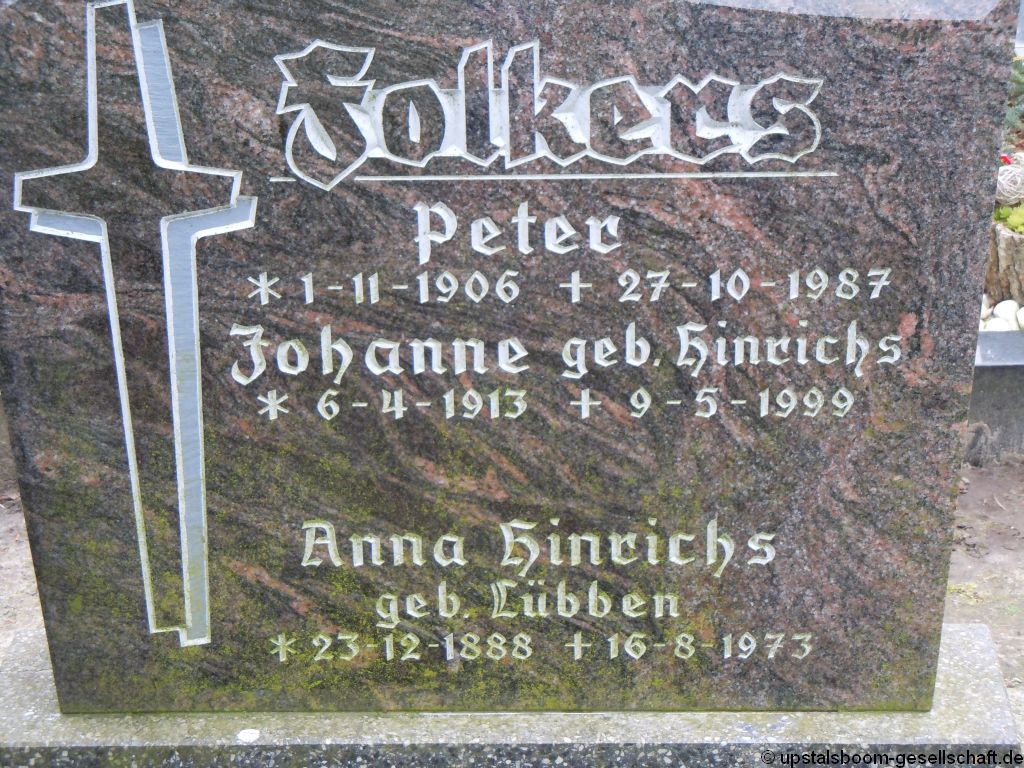 Folkers
Peter
* 1-11-1906 + 27-10-1987
Johanne geb. Hinrichs
* 6-4-1913 + 9-5-1999
Anna Hinrichs
geb. Lübben
* 23-12-1888 + 16-8-1973
© upstalsboom-gesellschaft.de